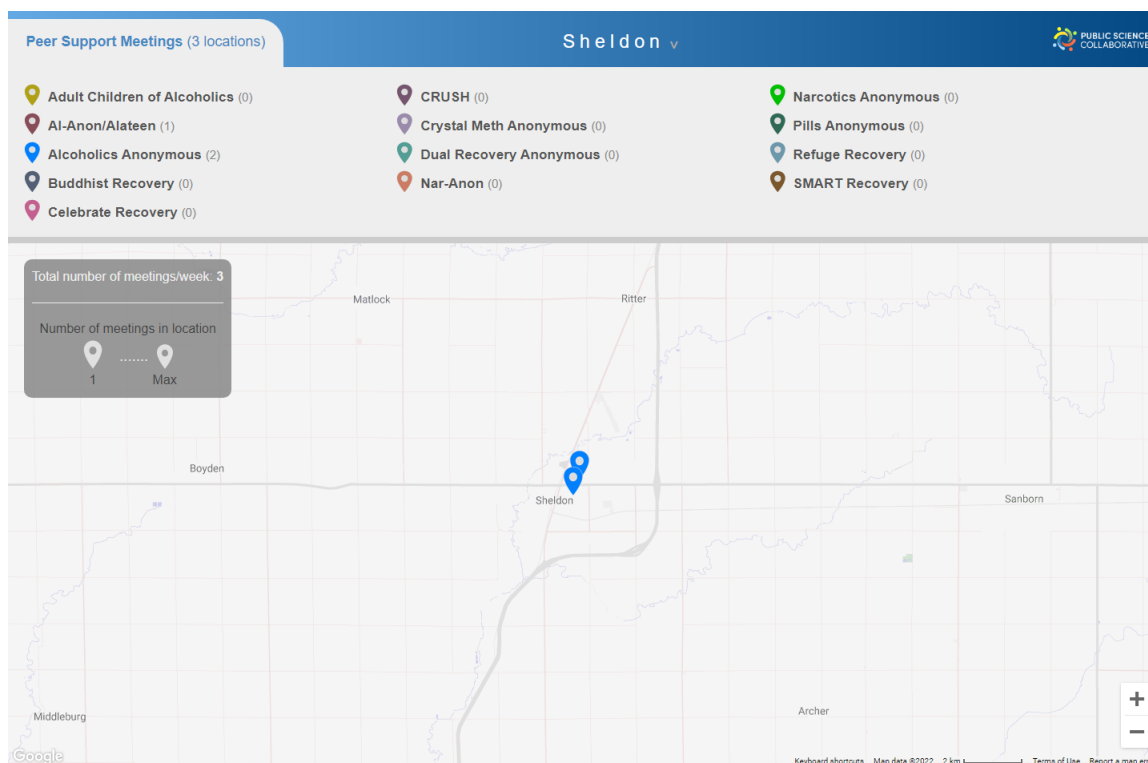 Peer Support Meetings (3 locations)
Sheldon v
PUBLIC SCIENCE
COLLABORATIVE
Adult Children of Alcoholics (0)
Al-Anon/Alateen (1)
Alcoholics Anonymous (2)
Buddhist Recovery (0)
Celebrate Recovery (0)
CRUSH (0)
Crystal Meth Anonymous (0)
Dual Recovery Anonymous (0)
Nar-Anon (0)
Narcotics Anonymous (0)
Pills Anonymous (0)
Refuge Recovery (0)
SMART Recovery (0)
Total number of meetings/week: 3
Number of meetings in location
.......
1 Max
Matlock
Ritter
Boyden
Sheldon
Sanborn
Middleburg
Archer
+
−
Google
Keyboard shortcuts Map data ©2022 2 km Terms of Use Report a map er